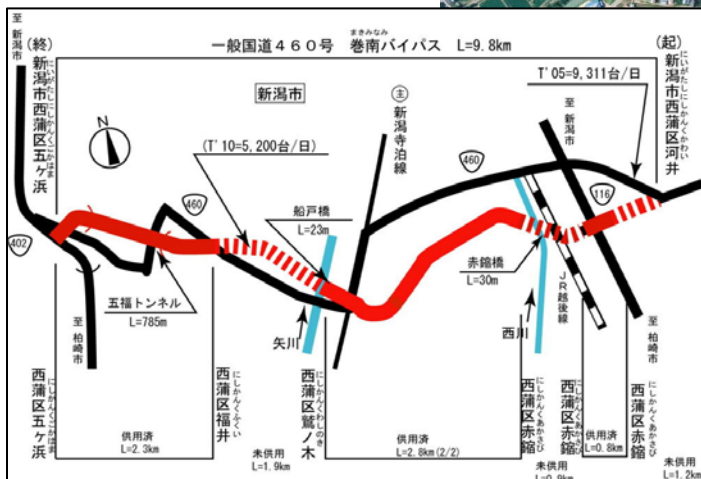 まきみなみ
一般国道460号 巻南バイパス L=9.8km
至 新潟市
(終)
新潟市西蒲区五ヶ浜
にいがたしにしかんくごかはま
新潟市
主
新潟寺泊線
(起)
新潟市西蒲区河井
にいがたしにしかんくかわい
T'05=9,311台/日
至 新潟市
N
(T'10=5,200台/日)
460
460
116
402
船戸橋
L=23m
赤鏥橋
L=30m
JR越後線
五福トンネル
L=785m
矢川
西川
至 柏崎市
至 柏崎市
西蒲区五ヶ浜
にしかんくごかはま
西蒲区福井
にしかんくふくい
西蒲区鷲ノ木
にしかんくわしのき
西蒲区赤鏥
にしかんくあかさび
西蒲区赤鏥
にしかんくあかさび
西蒲区赤鏥
にしかんくあかさび
供用済
L=2.3km
未供用
L=1.9km
供用済
L=2.8km(2/2)
未供用
L=0.9km
供用済
L=0.8km
未供用
L=1.2km